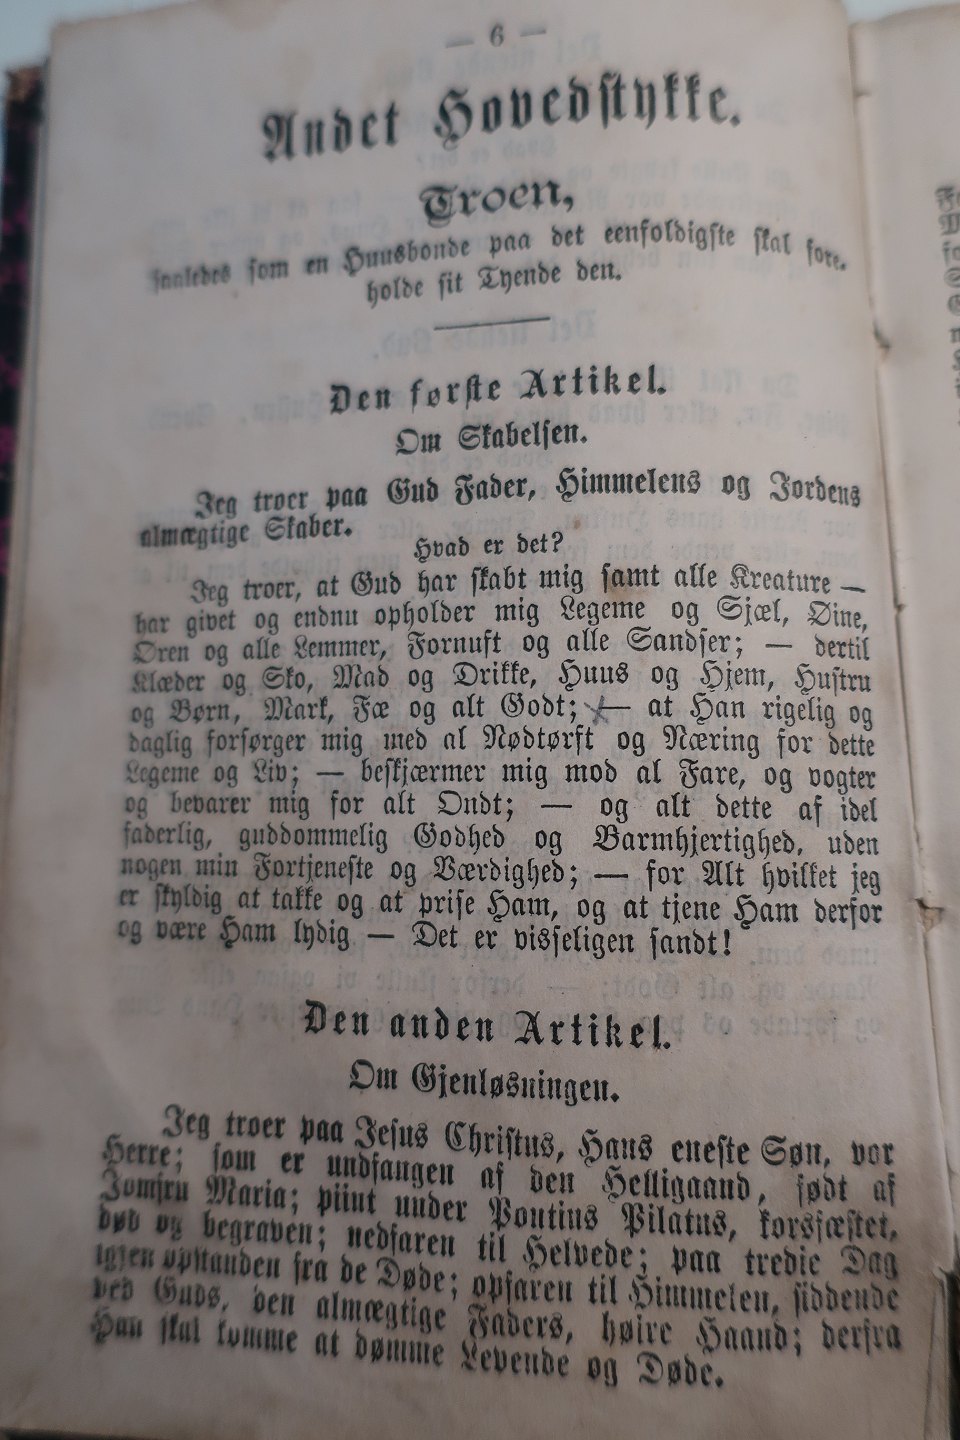 — 6 —
Andet Hovedstykke.
Troen,
saaledes som en Huusbonde paa det eenfoldigste skal fore-
holde sit Tyende den.
Den første Artikel.
Om Skabelsen.
Jeg troer paa Gud Fader, Himmelens og Jordens
almægtige Skaber.
Hvad er det?
Jeg troer, at Gud har skabt mig samt alle Kreature —
har givet og endnu opholder mig Legeme og Sjæl, Øine,
Øren og alle Lemmer, Fornuft og alle Sandser; — dertil
Klæder og Sko, Mad og Drikke, Huus og Hjem, Hustru
og Børn, Mark, Fæ og alt Godt; — at Han rigelig og
daglig forsørger mig med al Nødtørft og Næring for dette
Legeme og Liv; — beskjærmer mig mod al Fare, og vogter
og bevarer mig for alt Ondt; — og alt dette af idel
faderlig, guddommelig Godhed og Barmhjertighed, uden
nogen min Fortjeneste og Værdighed; — for Alt hvilket jeg
er skyldig at takke og at prise Ham, og at tjene Ham derfor
og være Ham lydig — Det er visseligen sandt!
Den anden Artikel.
Om Gjenløsningen.
Jeg troer paa Jesus Christus, Hans eneste Søn, vor
Herre; som er undfangen af den Helligaand, født af
Jomfru Maria; piint under Pontius Pilatus, korsfæstet,
død og begraven; nedfaren til Helvede; paa tredie Dag
igjen opstanden fra de Døde; opfaren til Himmelen, siddende
ved Guds, den almægtige Faders, høire Haand; derfra
Han skal komme at dømme Levende og Døde.